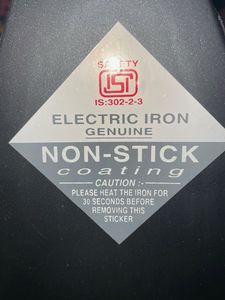 SAFETY
ISI
IS:302-2-3
ELECTRIC IRON
GENUINE
NON-STICK
coating
CAUTION :-
PLEASE HEAT THE IRON FOR
30 SECONDS BEFORE
REMOVING THIS
STICKER